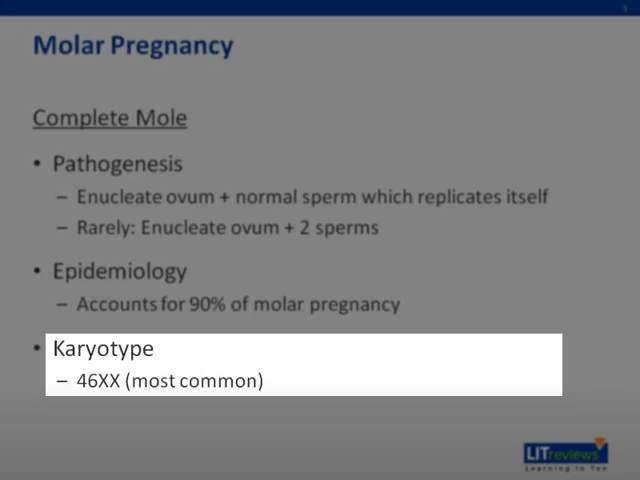 Molar Pregnancy
Complete Mole
• Pathogenesis
– Enucleate ovum + normal sperm which replicates itself
– Rarely: Enucleate ovum + 2 sperms
• Epidemiology
– Accounts for 90% of molar pregnancy
• Karyotype
– 46XX (most common)
LITreviews
Learning In Ten